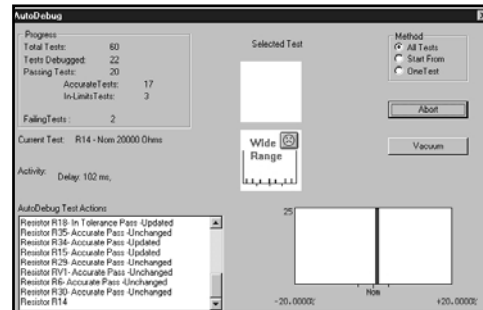 AutoDebug
Progress
Total Tests: 60
Tests Debugged: 22
Passing Tests: 20
AccurateTests: 17
In-LimitsTests: 3
FailingTests : 2
Current Test: R14 - Nom 20000 Ohms
Activity: Delay: 102 ms,
AutoDebug Test Actions
Resistor R18- In Tolerance Pass -Updated
Resistor R35- Accurate Pass -Unchanged
Resistor R34- Accurate Pass -Updated
Resistor R15- Accurate Pass -Updated
Resistor R29- Accurate Pass -Unchanged
Resistor RV1- Accurate Pass -Unchanged
Resistor R6- Accurate Pass -Unchanged
Resistor R30- Accurate Pass -Unchanged
Resistor R14
Selected Test
Wide
Range
Method
All Tests
Start From
OneTest
Abort
Vacuum
25
Nom
-20.0000%
+20.0000%